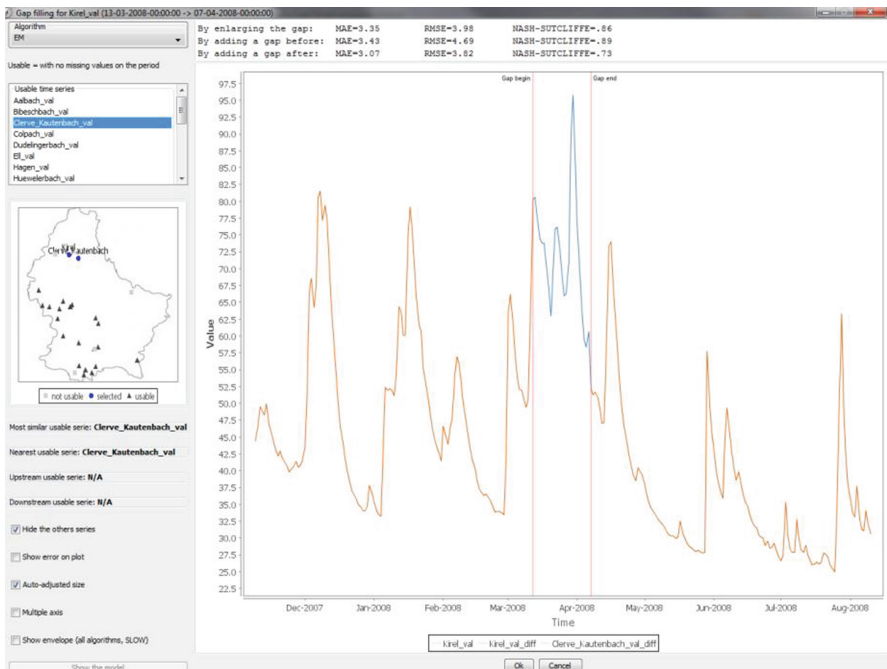 Gap filling for Kirel_val (13-03-2008-00:00:00 -> 07-04-2008-00:00:00)
Algorithm
EM
Usable = with no missing values on the period
Usable time series
Aalbach_val
Bibeschbach_val
Clerve_Kautenbach_val
Colpach_val
Dudelingerbach_val
Ell_val
Hagen_val
Huewelerbach_val
Kirel
Clerve_Kautenbach
not usable selected usable
Most similar usable serie: Clerve_Kautenbach_val
Nearest usable serie: Clerve_Kautenbach_val
Upstream usable serie: N/A
Downstream usable serie: N/A
Hide the others series
Show error on plot
Auto-adjusted size
Multiple axis
Show envelope (all algorithms, SLOW)
Show the model
By enlarging the gap: MAE=3.35 RMSE=3.98 NASH-SUTCLIFFE=.86
By adding a gap before: MAE=3.43 RMSE=4.69 NASH-SUTCLIFFE=.89
By adding a gap after: MAE=3.07 RMSE=3.82 NASH-SUTCLIFFE=.73
Gap begin Gap end
97.5
95.0
92.5
90.0
87.5
85.0
82.5
80.0
77.5
75.0
72.5
70.0
67.5
65.0
62.5
60.0
57.5
55.0
52.5
50.0
47.5
45.0
42.5
40.0
37.5
35.0
32.5
30.0
27.5
25.0
22.5
Value
Dec-2007 Jan-2008 Feb-2008 Mar-2008 Apr-2008 May-2008 Jun-2008 Jul-2008 Aug-2008
Time
Kirel_val Kirel_val_diff Clerve_Kautenbach_val_diff
Ok Cancel